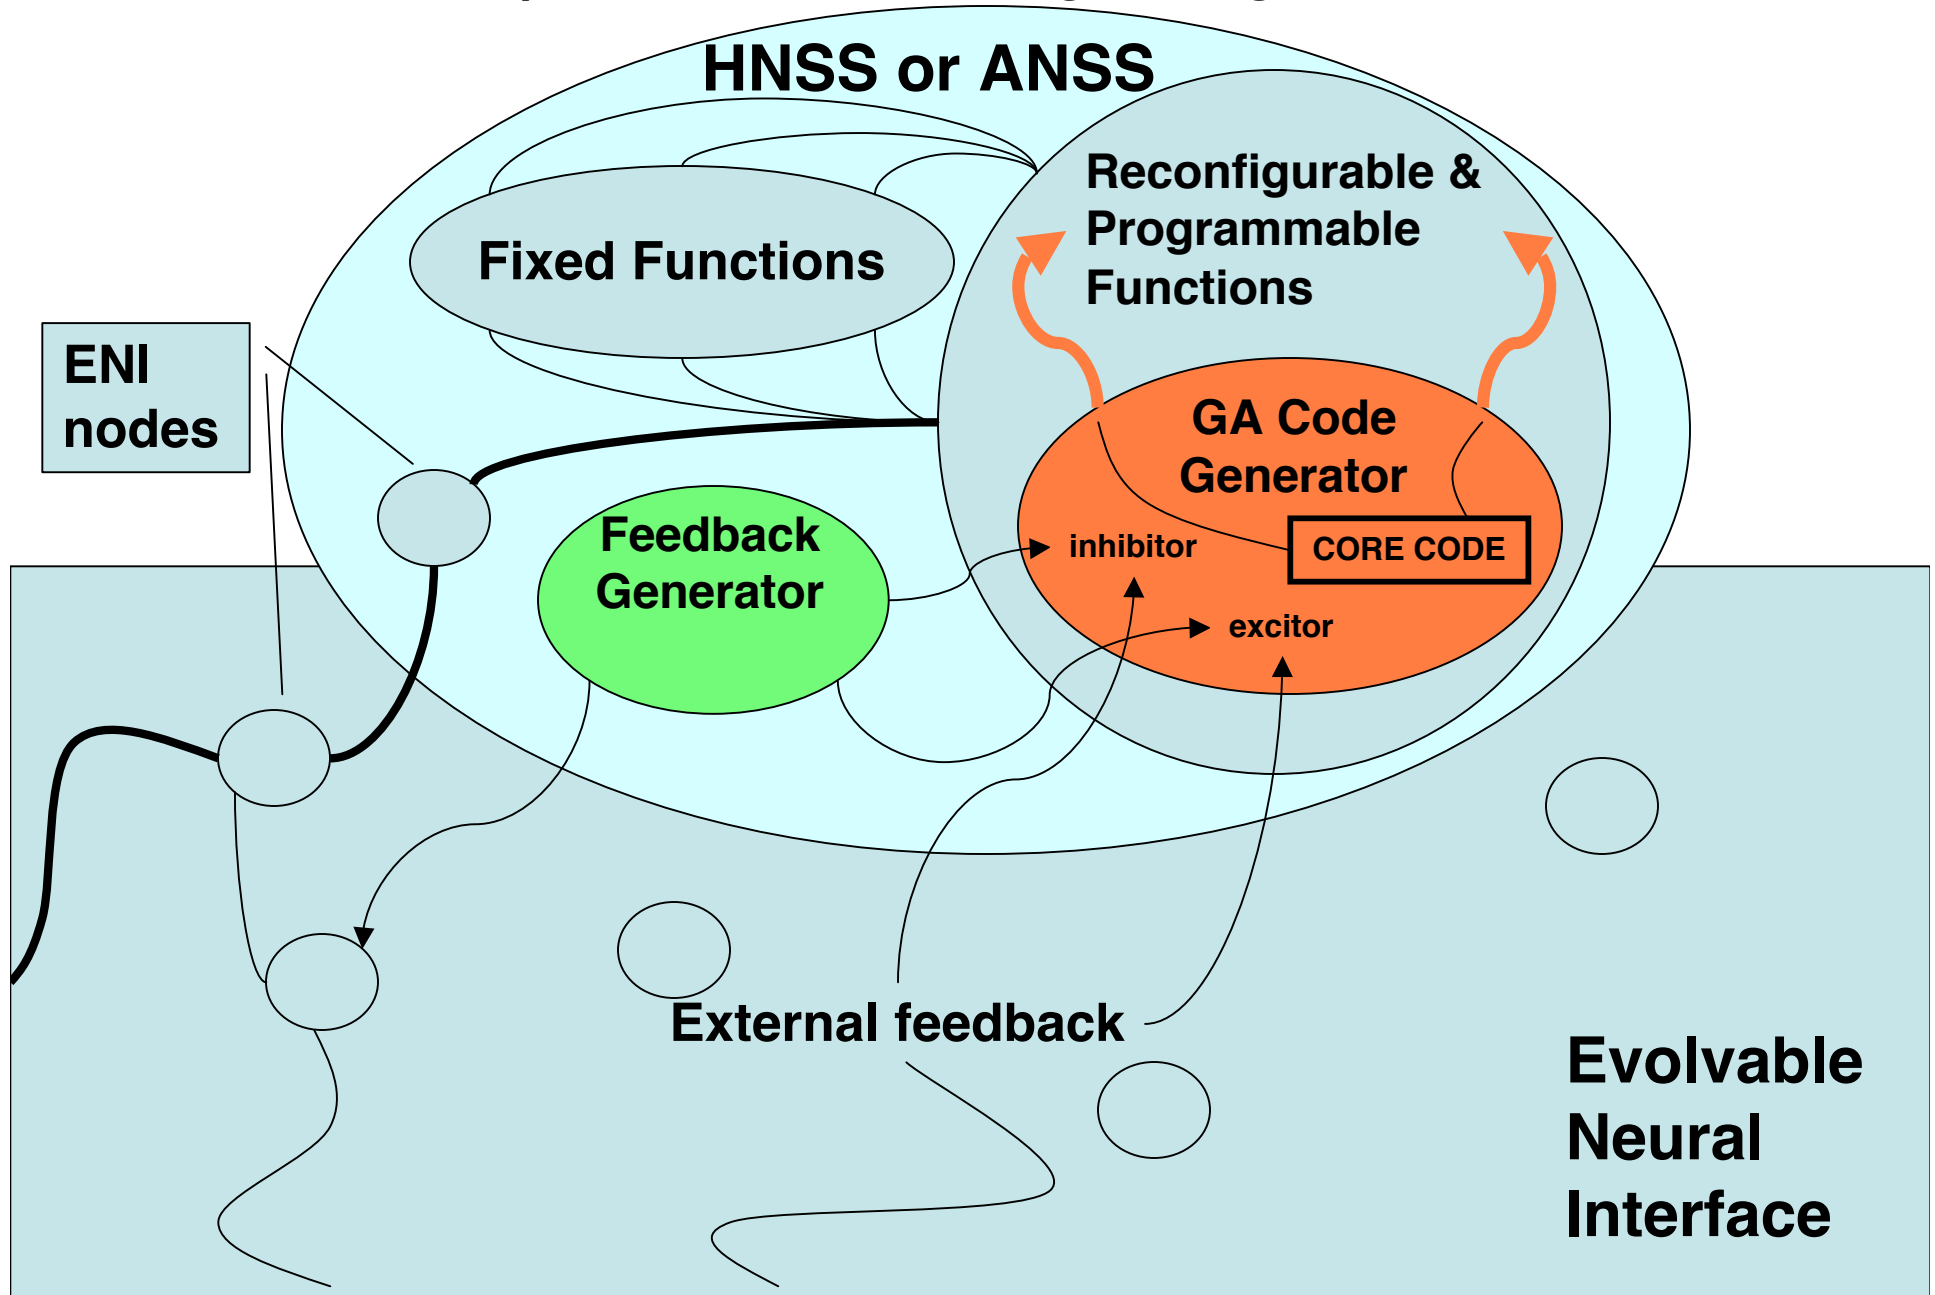 HNSS or ANSS
Reconfigurable &
Programmable
Functions
Fixed Functions
ENI
nodes
GA Code
Generator
Feedback
Generator
inhibitor
CORE CODE
excitor
External feedback
Evolvable
Neural
Interface